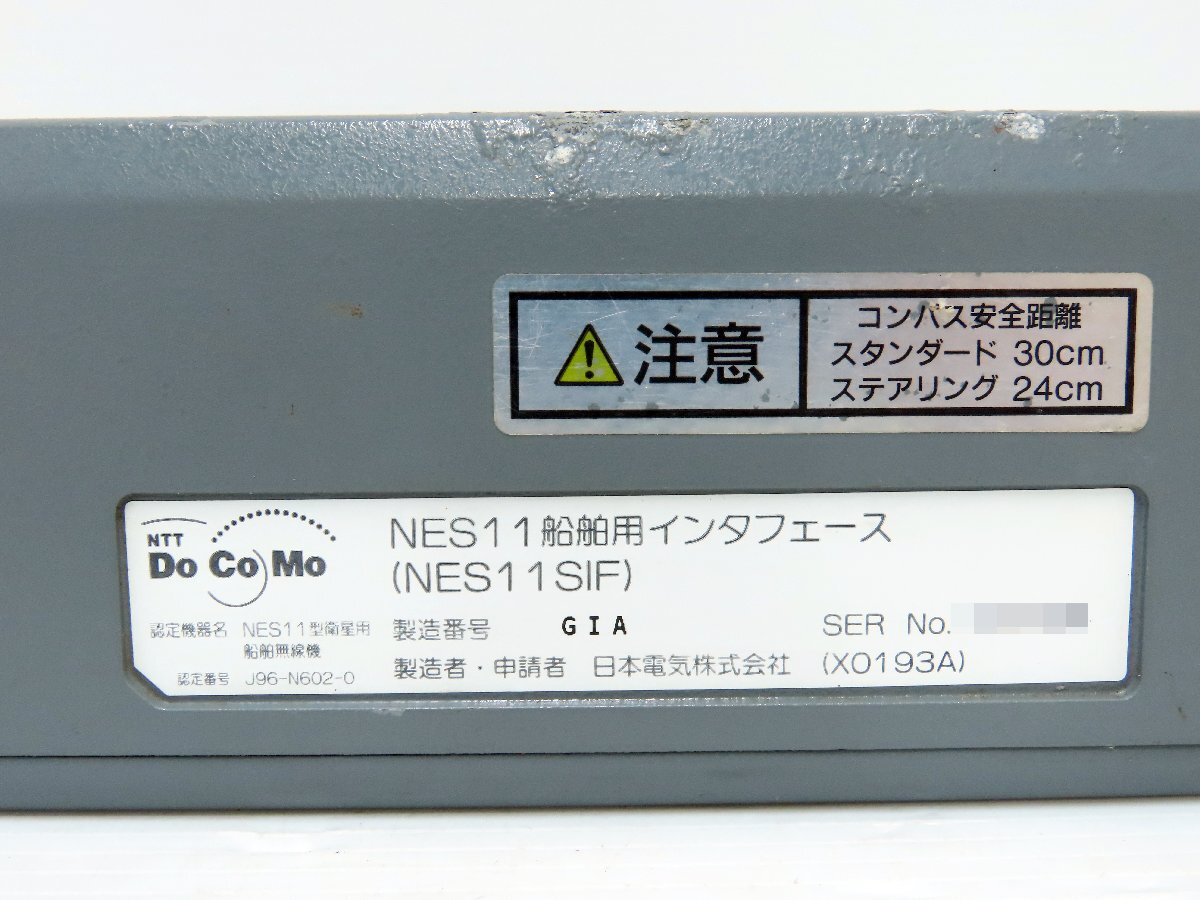 注意
コンパス安全距離
スタンダード 30cm
ステアリング 24cm
NTT
DoCoMo
NES11船舶用インタフェース
(NES11SIF)
認定機器名 NES11型衛星用
船舶無線機
認定番号 J96-N602-0
製造番号 GIA SER No.
製造者・申請者 日本電気株式会社 (X0193A)